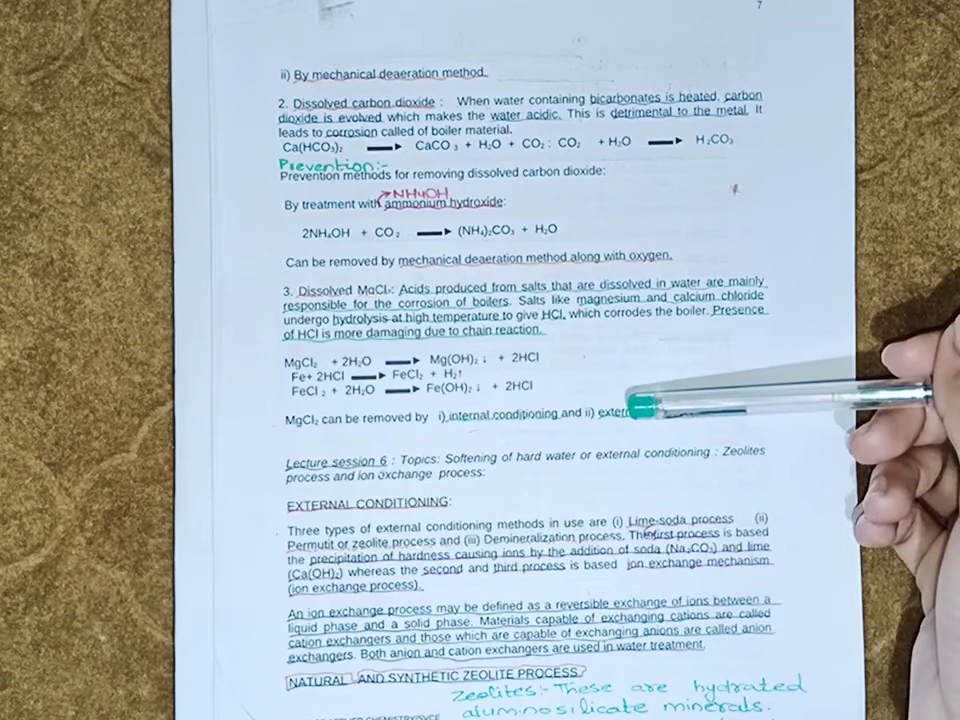 7
ii) By mechanical deaeration method.
2. Dissolved carbon dioxide : When water containing bicarbonates is heated, carbon
dioxide is evolved which makes the water acidic. This is detrimental to the metal. It
leads to corrosion called of boiler material.
Ca(HCO₃)₂ → CaCO₃ + H₂O + CO₂ : CO₂ + H₂O → H₂CO₃
Prevention:-
Prevention methods for removing dissolved carbon dioxide:
NH₄OH
By treatment with ammonium hydroxide:
2NH₄OH + CO₂ → (NH₄)₂CO₃ + H₂O
Can be removed by mechanical deaeration method along with oxygen.
3. Dissolved MgCl₂: Acids produced from salts that are dissolved in water are mainly
responsible for the corrosion of boilers. Salts like magnesium and calcium chloride
undergo hydrolysis at high temperature to give HCl, which corrodes the boiler. Presence
of HCl is more damaging due to chain reaction.
MgCl₂ + 2H₂O → Mg(OH)₂ ↓ + 2HCl
Fe+ 2HCl → FeCl₂ + H₂↑
FeCl₂ + 2H₂O → Fe(OH)₂ ↓ + 2HCl
MgCl₂ can be removed by i) internal conditioning and ii)
Lecture session 6 : Topics: Softening of hard water or external conditioning : Zeolites
process and ion exchange process:
EXTERNAL CONDITIONING:
Three types of external conditioning methods in use are (i) Lime-soda process (ii)
Permutit or zeolite process and (iii) Demineralization process. The first process is based
the precipitation of hardness causing ions by the addition of soda (Na₂CO₃) and lime
(Ca(OH)₂) whereas the second and third process is based ion exchange mechanism
(ion exchange process).
An ion exchange process may be defined as a reversible exchange of ions between a
liquid phase and a solid phase. Materials capable of exchanging cations are called
cation exchangers and those which are capable of exchanging anions are called anion
exchangers. Both anion and cation exchangers are used in water treatment.
NATURAL AND SYNTHETIC ZEOLITE PROCESS.
Zeolites:- These are hydrated
aluminosilicate minerals.
CHEMISTRY/SVCE